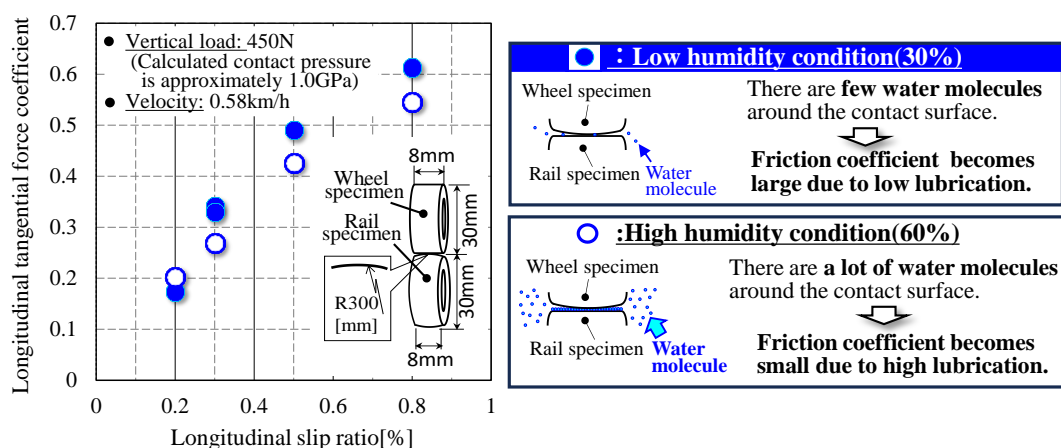 Longitudinal tangential force coefficient
0.7
0.6
0.5
0.4
0.3
0.2
0.1
0
0
0.2
0.4
0.6
0.8
1
Longitudinal slip ratio[%]
● Vertical load: 450N
(Calculated contact pressure
is approximately 1.0GPa)
● Velocity: 0.58km/h
8mm
Wheel
specimen
Rail
specimen
30mm
30mm
R300
[mm]
8mm
: Low humidity condition(30%)
Wheel specimen
Rail specimen
Water
molecule
There are few water molecules
around the contact surface.
Friction coefficient becomes
large due to low lubrication.
:High humidity condition(60%)
Wheel specimen
Rail specimen
Water
molecule
There are a lot of water molecules
around the contact surface.
Friction coefficient becomes
small due to high lubrication.